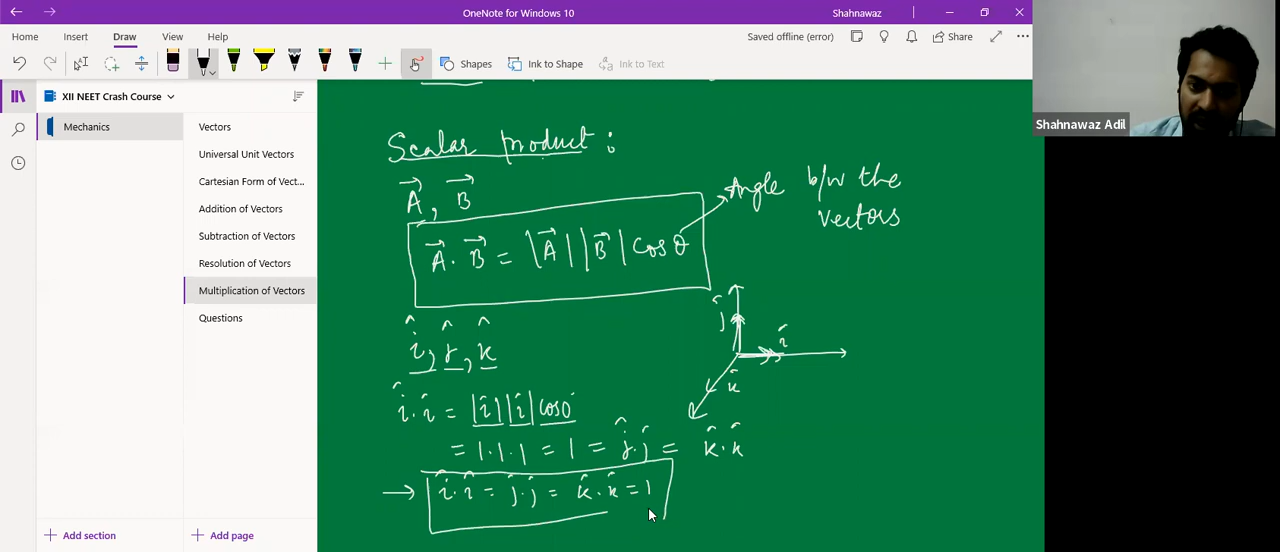 OneNote for Windows 10
Shahnawaz
Home Insert Draw View Help
Saved offline (error)
Share
Shapes
Ink to Shape
Ink to Text
XII NEET Crash Course
Mechanics
Vectors
Universal Unit Vectors
Cartesian Form of Vect...
Addition of Vectors
Subtraction of Vectors
Resolution of Vectors
Multiplication of Vectors
Questions
Add section
Add page
Shahnawaz Adil
Scalar product :
A⃗, B⃗
Angle b/w the
vectors
A⃗ · B⃗ = |A⃗| |B⃗| cos θ
î, ĵ, k̂
ĵ
î
k̂
î · î = |î| |î| cos 0°
= 1 · 1 · 1 = 1 = ĵ · ĵ = k̂ · k̂
→ î · î = ĵ · ĵ = k̂ · k̂ = 1